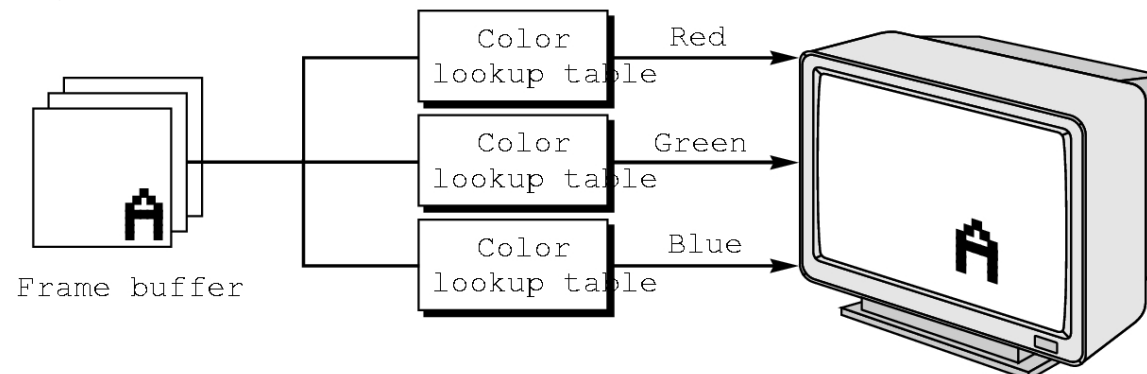 Color
lookup table
Red
Color
lookup table
Green
Color
lookup table
Blue
Frame buffer
A
A